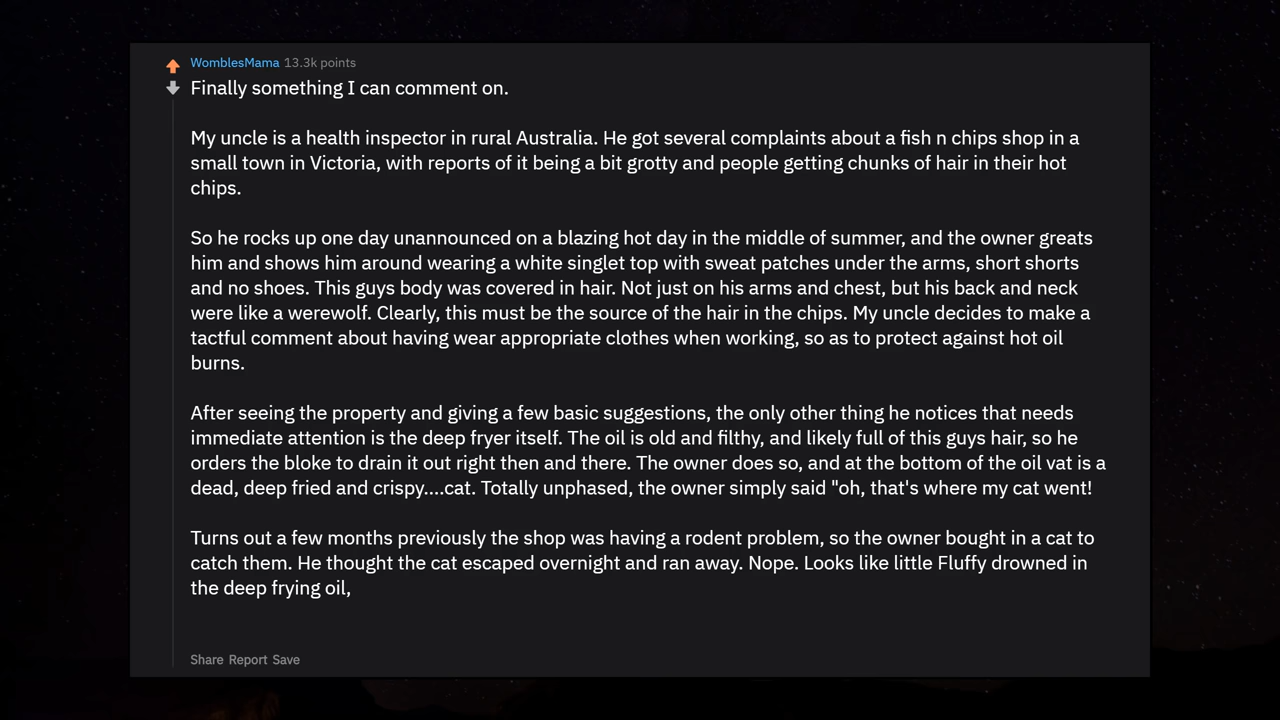 WomblesMama 13.3k points
Finally something I can comment on.
My uncle is a health inspector in rural Australia. He got several complaints about a fish n chips shop in a
small town in Victoria, with reports of it being a bit grotty and people getting chunks of hair in their hot
chips.
So he rocks up one day unannounced on a blazing hot day in the middle of summer, and the owner greats
him and shows him around wearing a white singlet top with sweat patches under the arms, short shorts
and no shoes. This guys body was covered in hair. Not just on his arms and chest, but his back and neck
were like a werewolf. Clearly, this must be the source of the hair in the chips. My uncle decides to make a
tactful comment about having wear appropriate clothes when working, so as to protect against hot oil
burns.
After seeing the property and giving a few basic suggestions, the only other thing he notices that needs
immediate attention is the deep fryer itself. The oil is old and filthy, and likely full of this guys hair, so he
orders the bloke to drain it out right then and there. The owner does so, and at the bottom of the oil vat is a
dead, deep fried and crispy....cat. Totally unphased, the owner simply said "oh, that's where my cat went!
Turns out a few months previously the shop was having a rodent problem, so the owner bought in a cat to
catch them. He thought the cat escaped overnight and ran away. Nope. Looks like little Fluffy drowned in
the deep frying oil,
Share Report Save